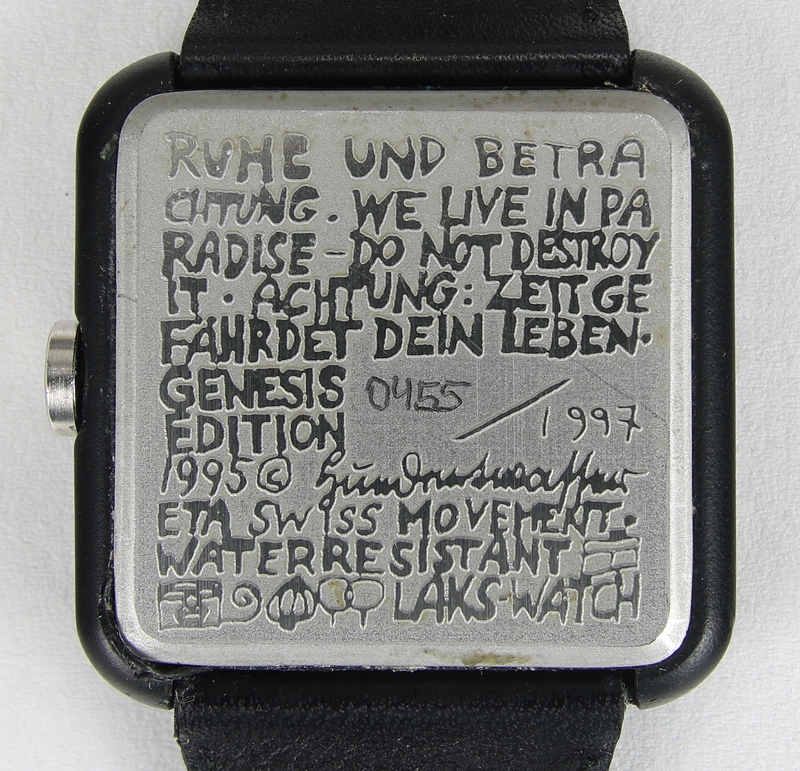 RUHE UND BETRA
CHTUNG. WE LIVE IN PA
RADISE - DO NOT DESTROY
IT. ACHTUNG: ZEIT GE
FAHRDET DEIN LEBEN.
GENESIS 0455
EDITION / 1997
1995 © Hundertwasser
ETA SWISS MOVEMENT.
WATERRESISTANT
LAKS-WATCH